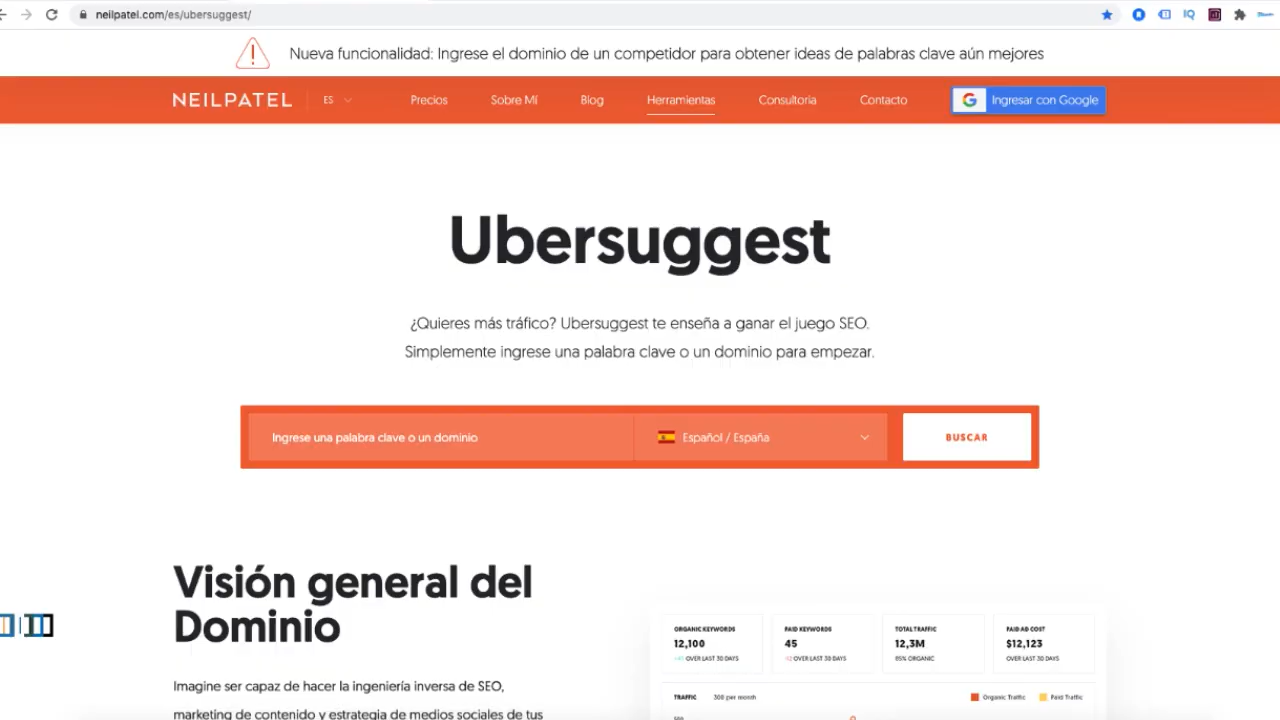 neilpatel.com/es/ubersuggest/
Nueva funcionalidad: Ingrese el dominio de un competidor para obtener ideas de palabras clave aún mejores
NEILPATEL
ES
Precios
Sobre Mí
Blog
Herramientas
Consultoria
Contacto
Ingresar con Google
Ubersuggest
¿Quieres más tráfico? Ubersuggest te enseña a ganar el juego SEO.
Simplemente ingrese una palabra clave o un dominio para empezar.
Ingrese una palabra clave o un dominio
Español / España
BUSCAR
Visión general del
Dominio
Imagine ser capaz de hacer la ingeniería inversa de SEO,
marketing de contenido y estrategia de medios sociales de tus
ORGANIC KEYWORDS
12,100
OVER LAST 30 DAYS
PAID KEYWORDS
45
OVER LAST 30 DAYS
TOTAL TRAFFIC
12,3M
85% ORGANIC
PAID AD COST
$12,123
OVER LAST 30 DAYS
TRAFFIC
300 per month
Organic Traffic
Paid Traffic